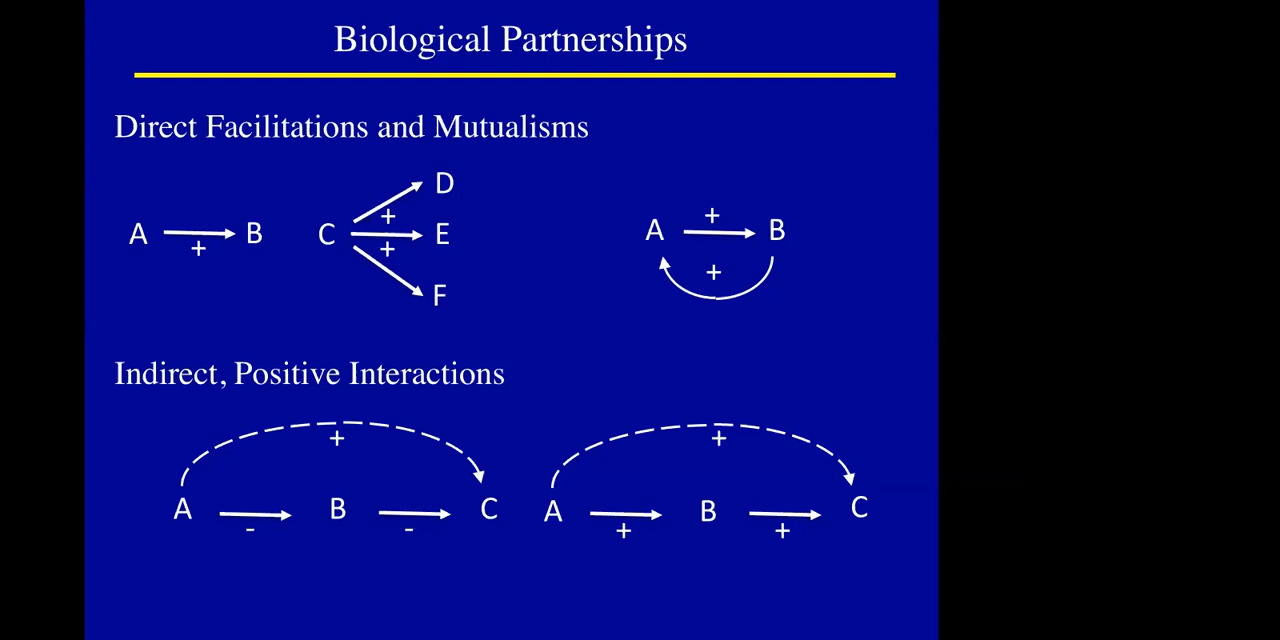 Biological Partnerships
Direct Facilitations and Mutualisms
D
+
A B C + E A + B
+
+
F
Indirect, Positive Interactions
+ +
A B C A B C
- - + +